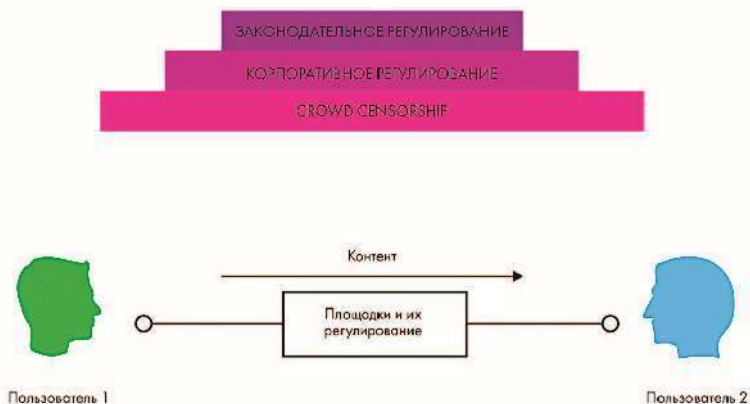 ЗАКОНОДАТЕЛЬНОЕ РЕГУЛИРОВАНИЕ
КОРПОРАТИВНОЕ РЕГУЛИРОВАНИЕ
CROWD CENSORSHIP
Контент
Площадки и их
регулирование
Пользователь 1
Пользователь 2